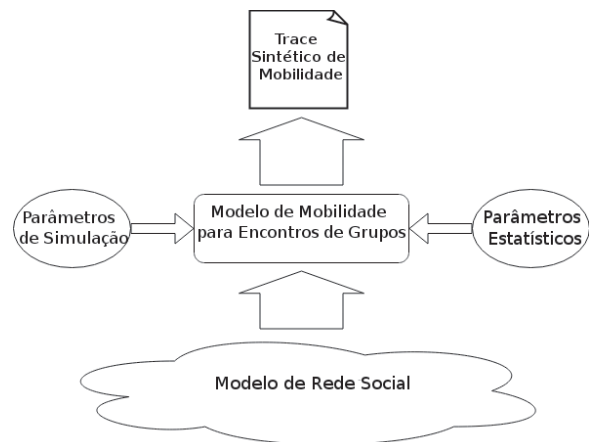 Trace
Sintético de
Mobilidade
Parâmetros
de Simulação
Modelo de Mobilidade
para Encontros de Grupos
Parâmetros
Estatísticos
Modelo de Rede Social